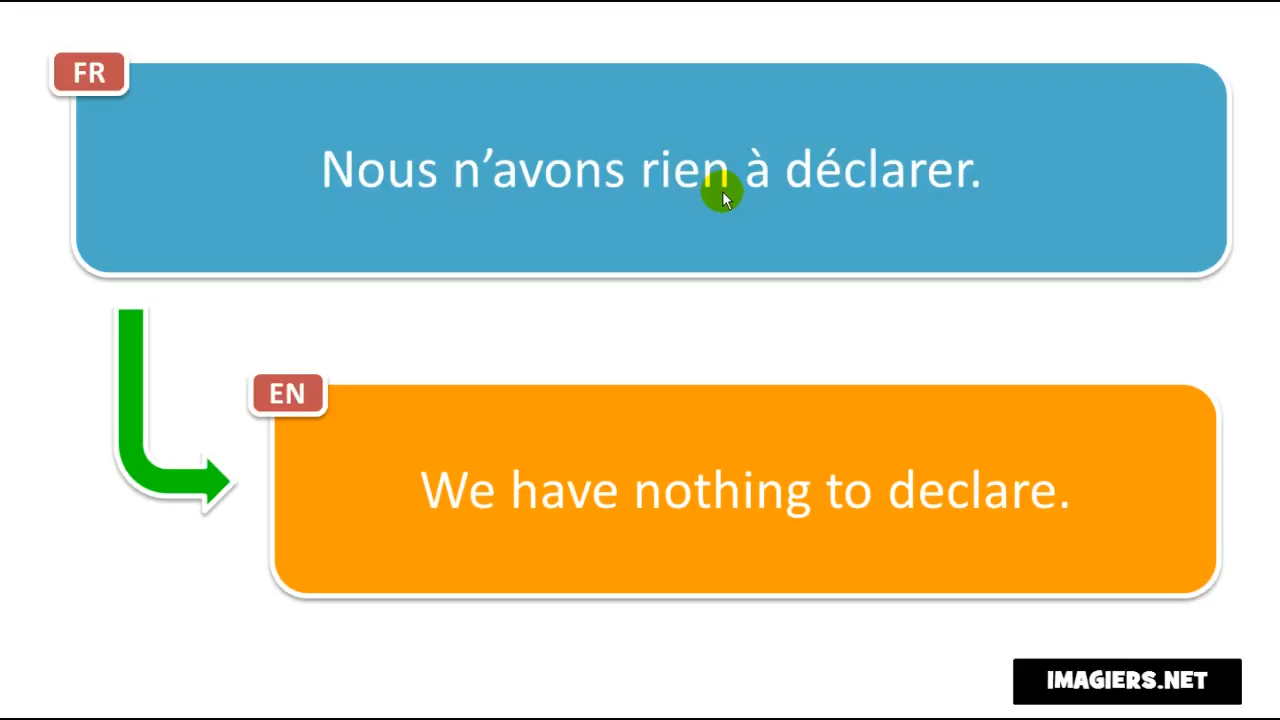 FR
Nous n’avons rien à déclarer.
EN
We have nothing to declare.
IMAGIERS.NET